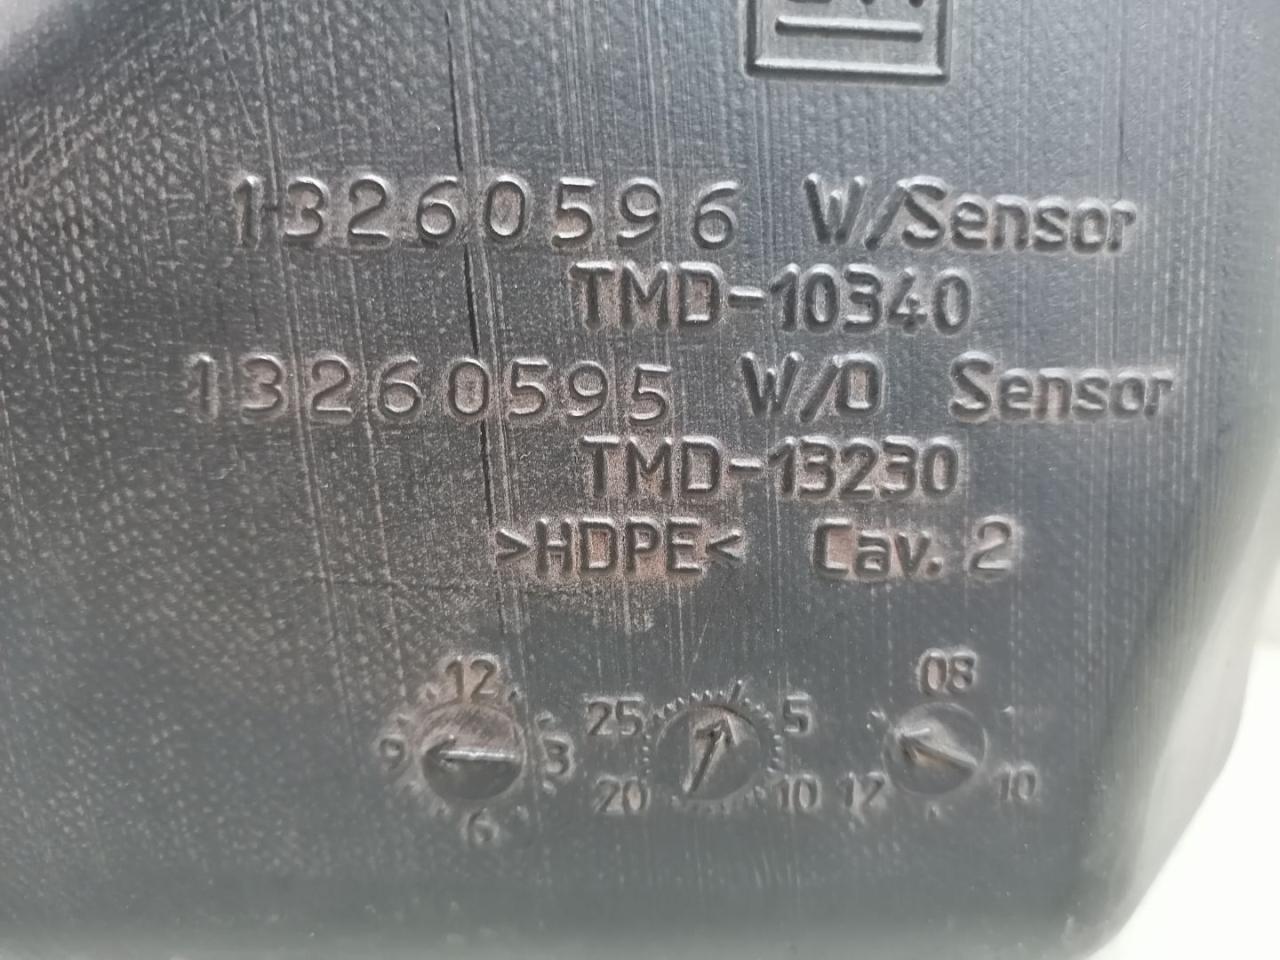 13260596 W/Sensor
TMD-10340
13260595 W/O Sensor
TMD-13230
>HDPE< Cav. 2
12 3 6 9
25 5 10 20
08 10 12